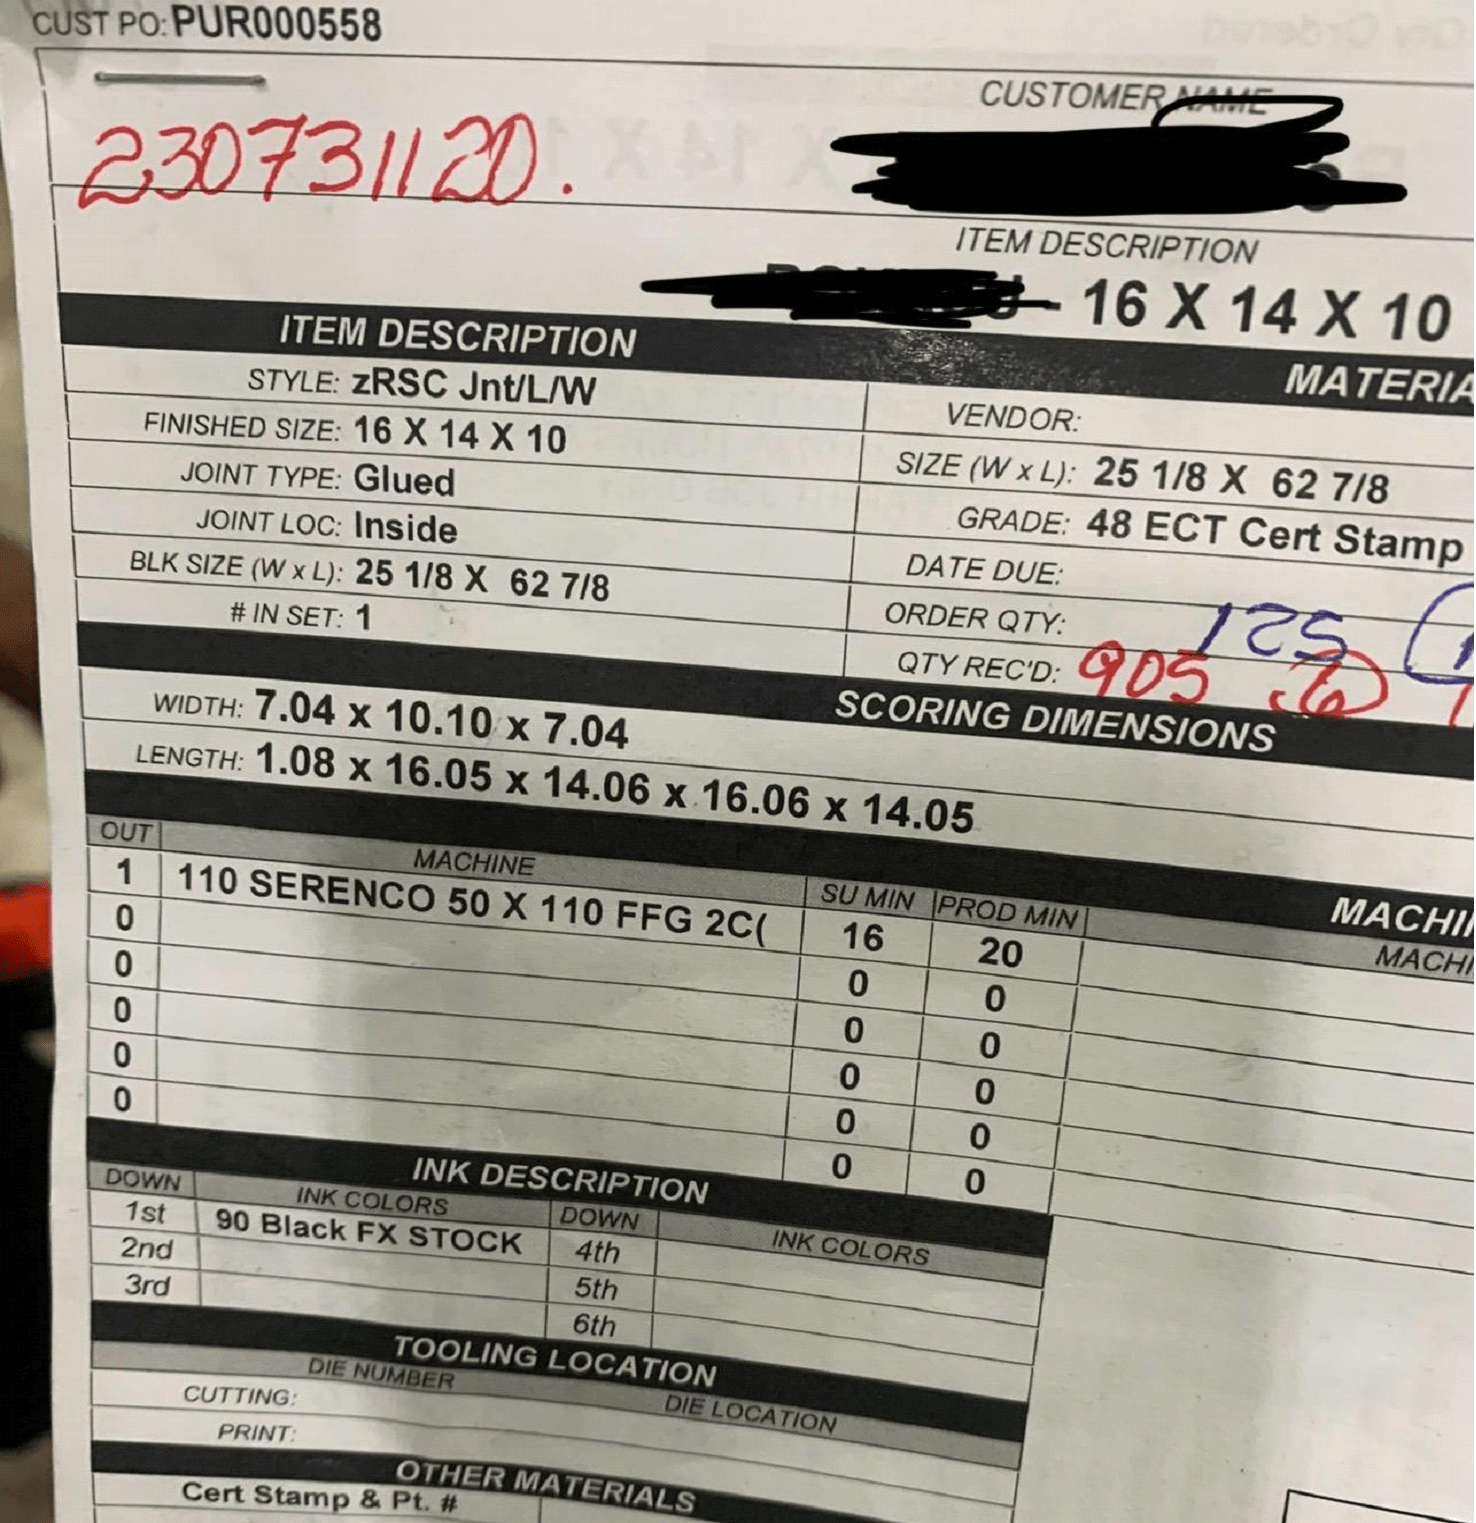 CUST PO: PUR000558
CUSTOMER NAME
230731120.
ITEM DESCRIPTION
- 16 X 14 X 10
ITEM DESCRIPTION
MATERIA
STYLE: zRSC Jnt/L/W
VENDOR:
FINISHED SIZE: 16 X 14 X 10
SIZE (W x L): 25 1/8 X 62 7/8
JOINT TYPE: Glued
GRADE: 48 ECT Cert Stamp
JOINT LOC: Inside
DATE DUE:
BLK SIZE (W x L): 25 1/8 X 62 7/8
ORDER QTY: 125
# IN SET: 1
QTY REC'D: 905
SCORING DIMENSIONS
WIDTH: 7.04 x 10.10 x 7.04
LENGTH: 1.08 x 16.05 x 14.06 x 16.06 x 14.05
MACHI
OUT MACHINE SU MIN PROD MIN MACHI
1 110 SERENCO 50 X 110 FFG 2C( 16 20
0 0 0
0 0 0
0 0 0
0 0 0
0 0 0
INK DESCRIPTION
DOWN INK COLORS DOWN INK COLORS
1st 90 Black FX STOCK 4th
2nd 5th
3rd 6th
TOOLING LOCATION
DIE NUMBER DIE LOCATION
CUTTING:
PRINT:
OTHER MATERIALS
Cert Stamp & Pt. #